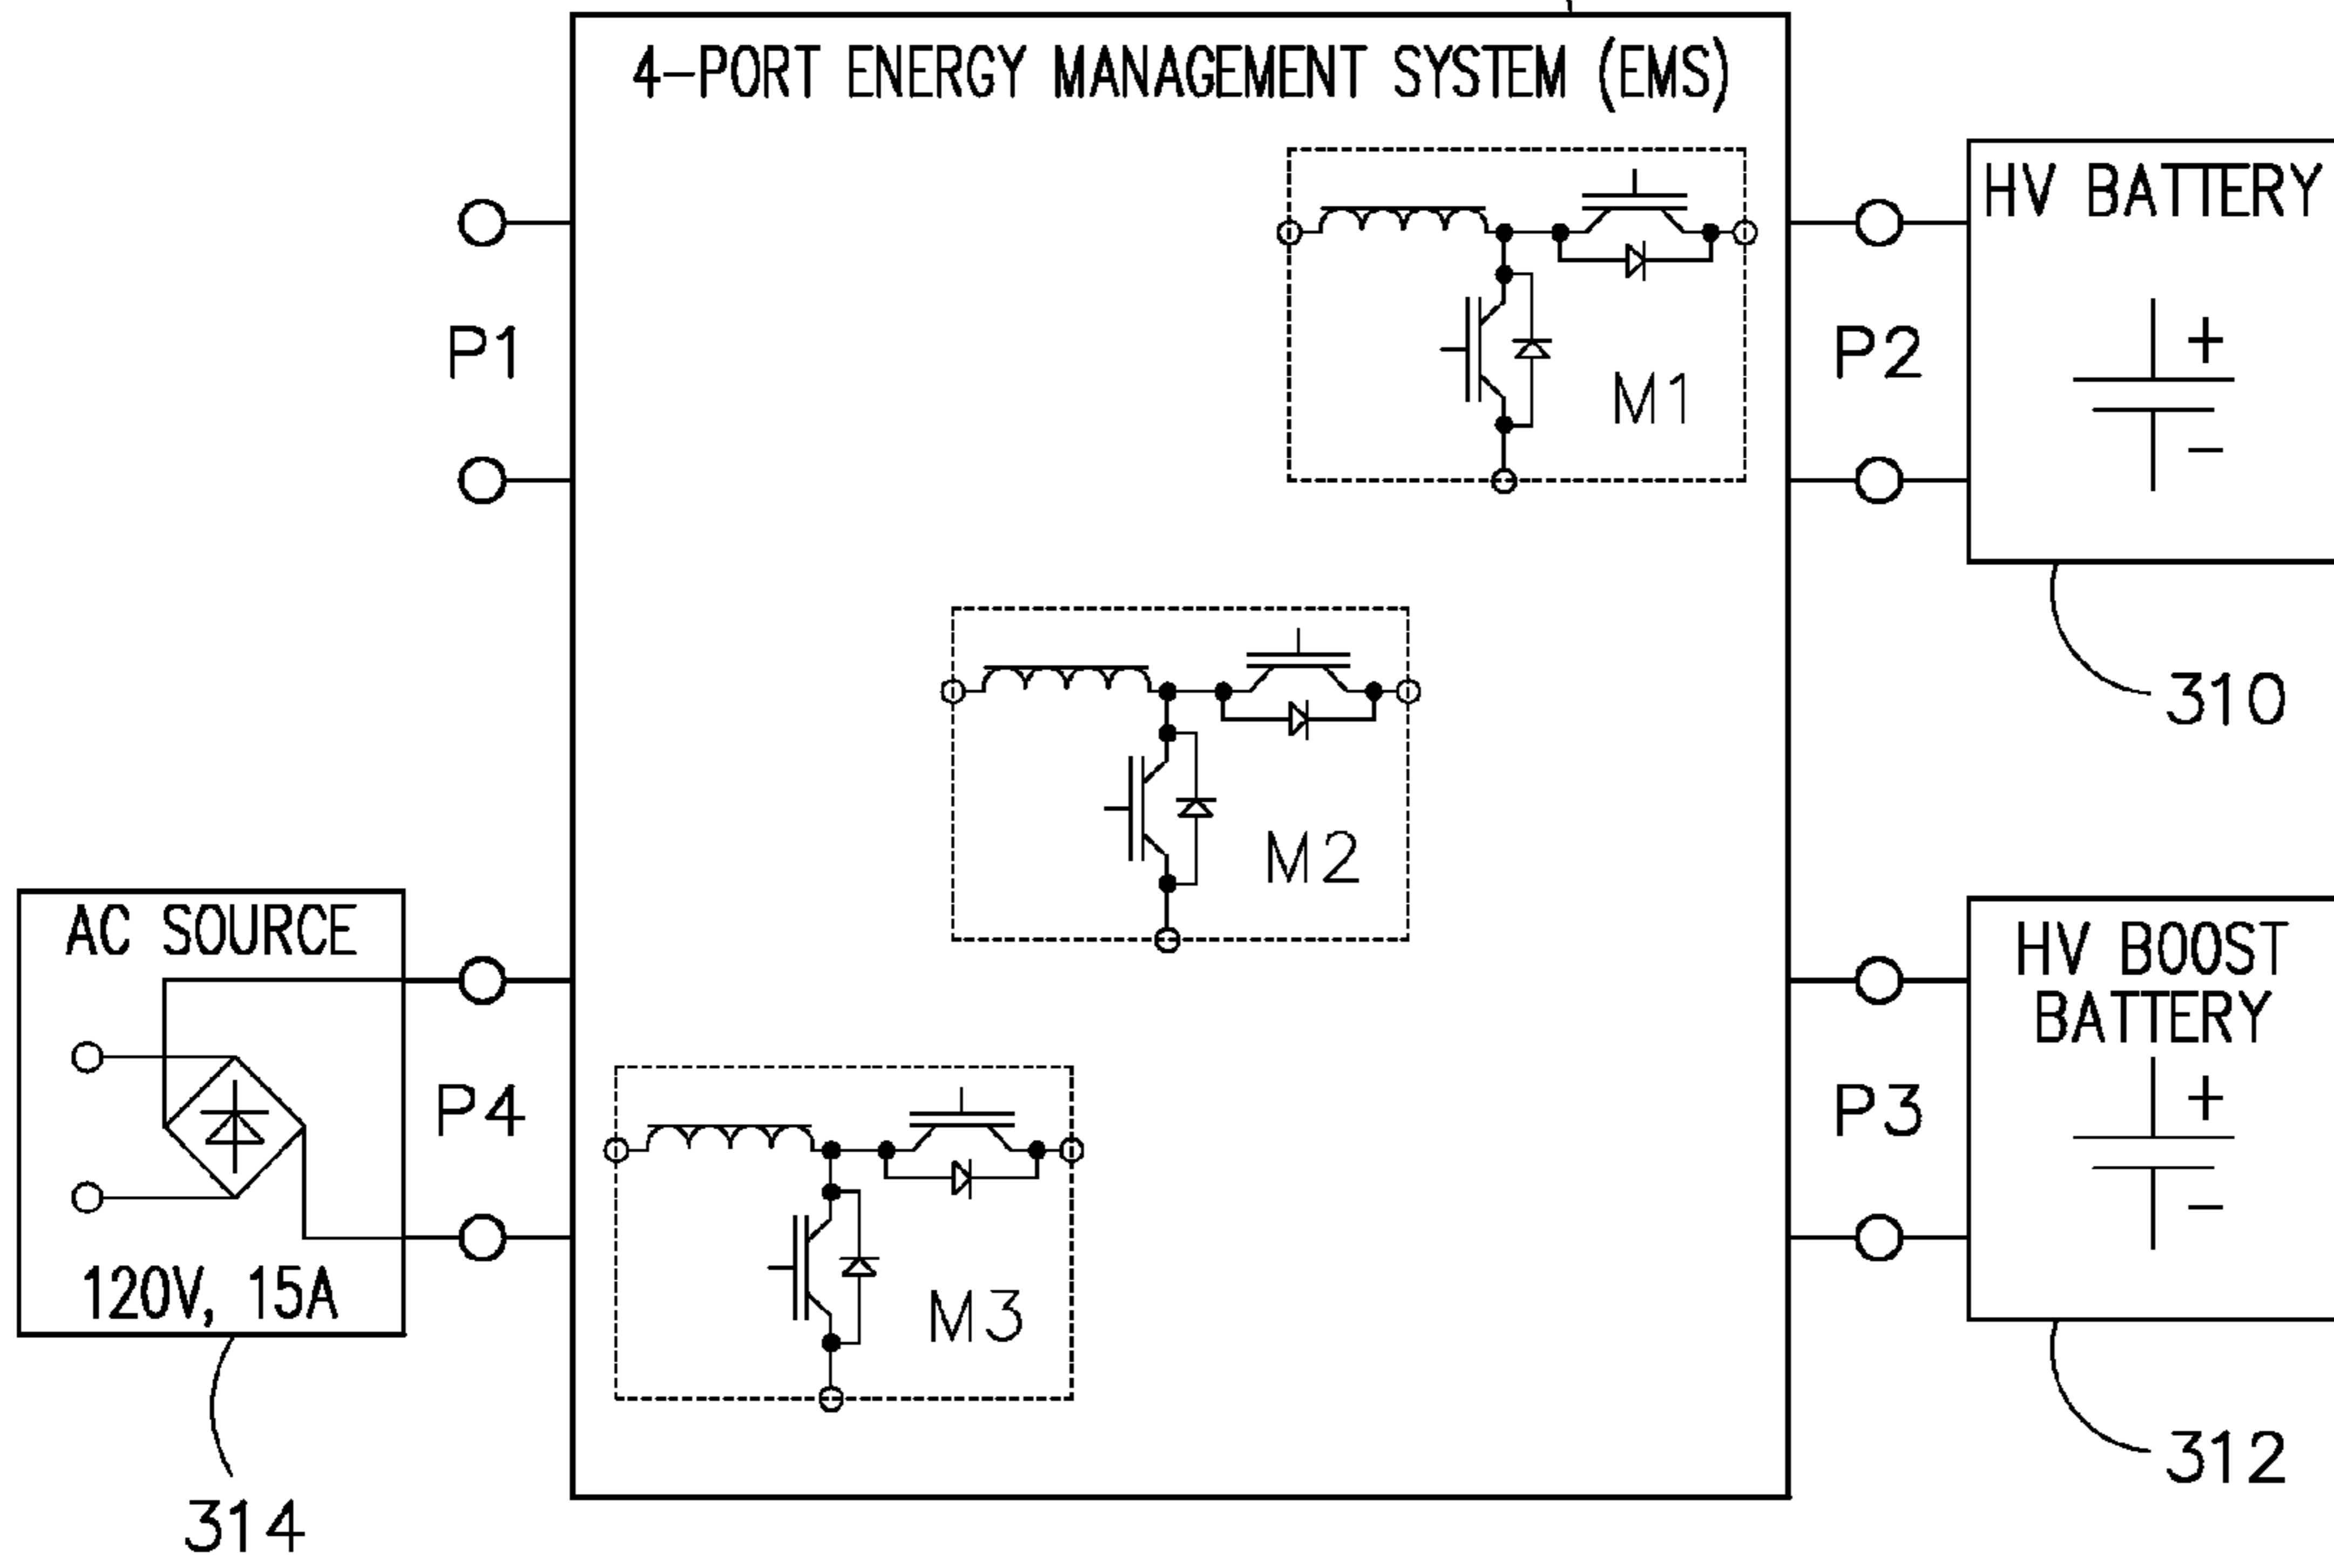 4-PORT ENERGY MANAGEMENT SYSTEM (EMS)
HV BATTERY
P1
M1
P2
+
-
310
M2
AC SOURCE
120V, 15A
P4
M3
HV BOOST
BATTERY
P3
+
-
312
314